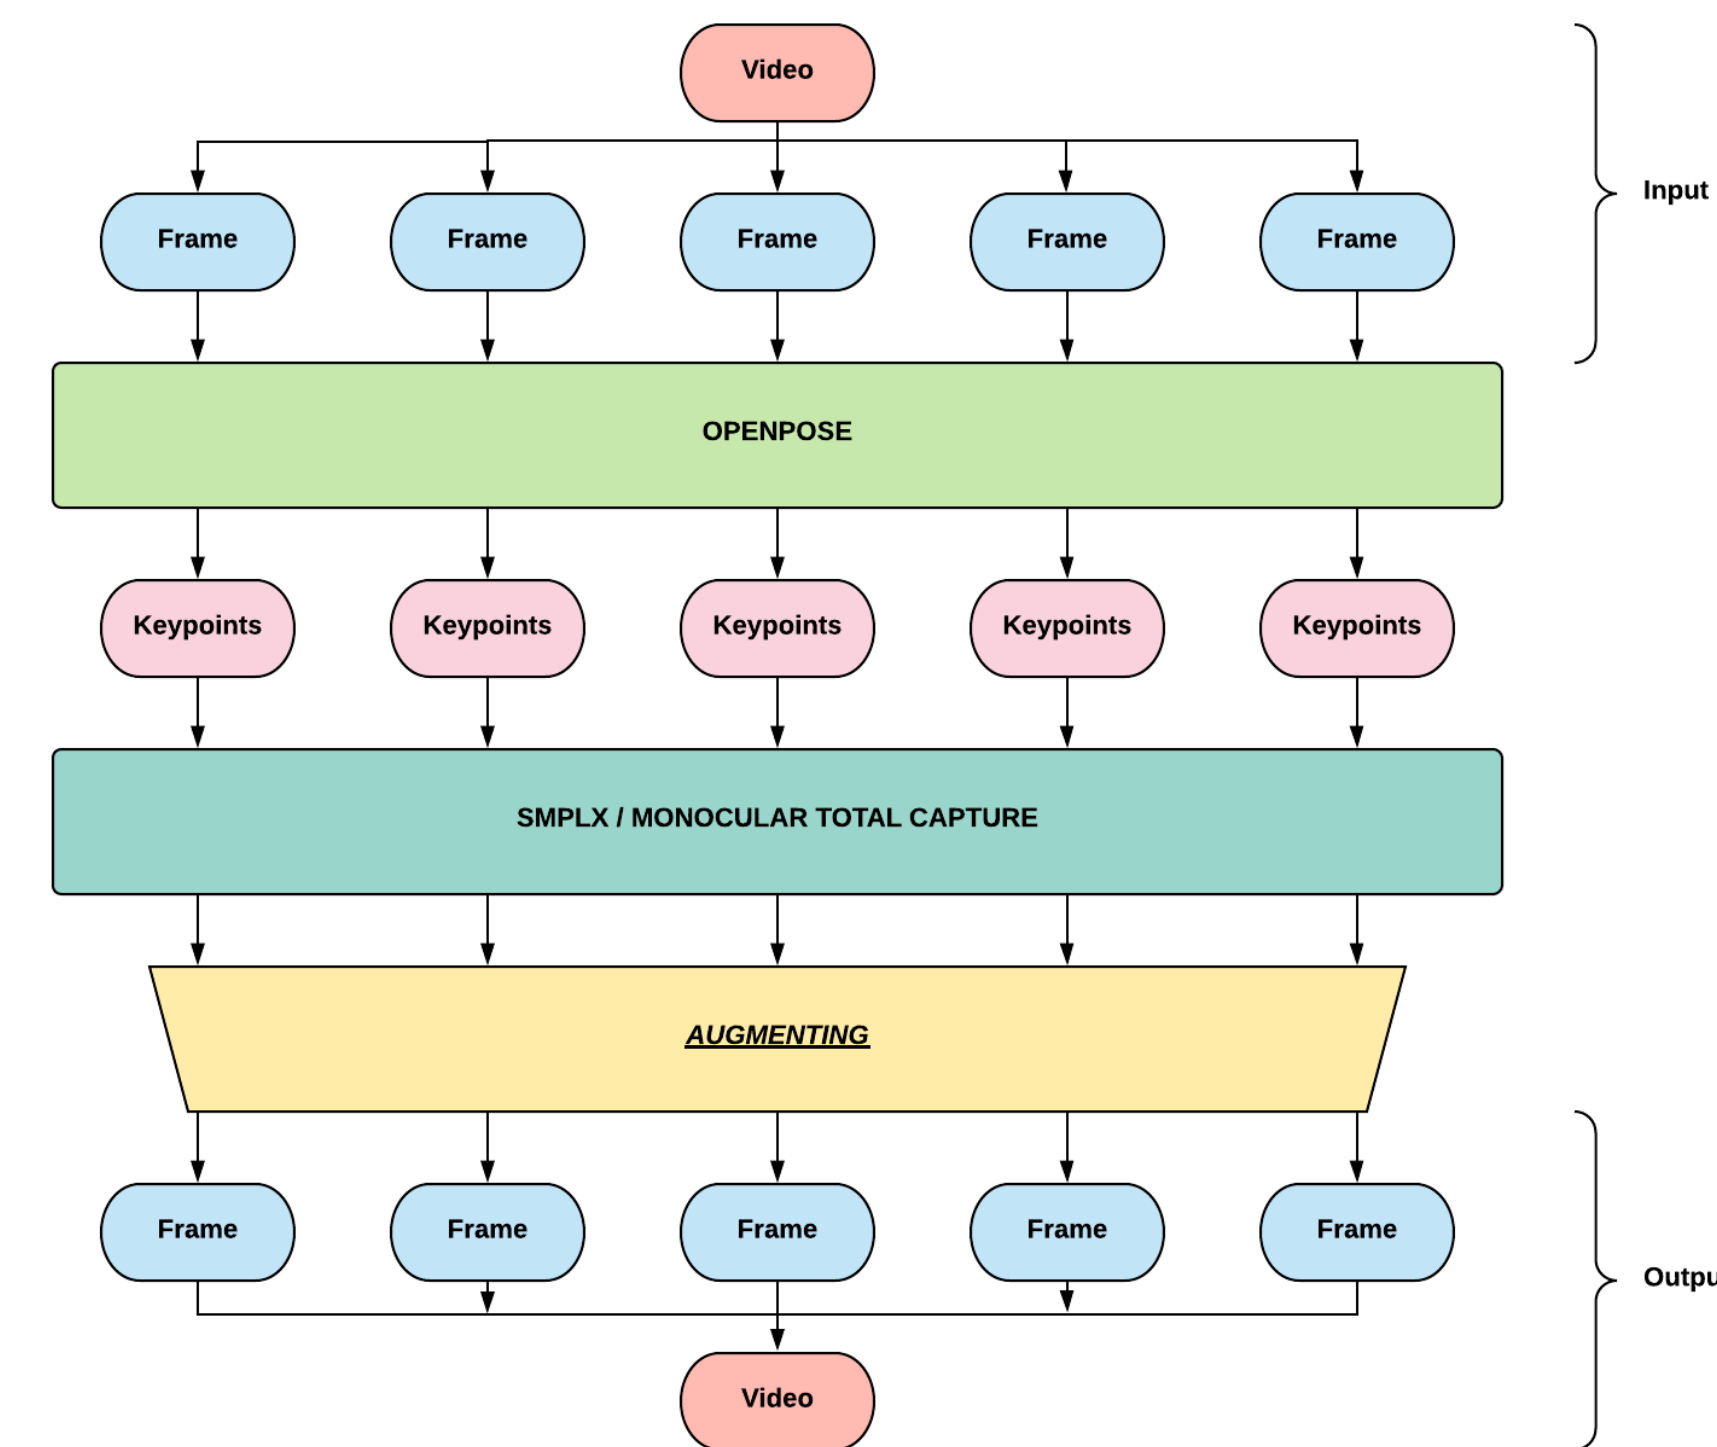 Video
Frame Frame Frame Frame Frame
Input
OPENPOSE
Keypoints Keypoints Keypoints Keypoints Keypoints
SMPLX / MONOCULAR TOTAL CAPTURE
AUGMENTING
Frame Frame Frame Frame Frame
Outpu
Video